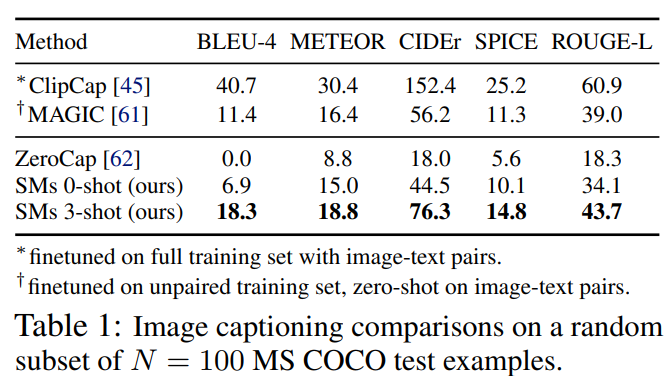 Method BLEU-4 METEOR CIDEr SPICE ROUGE-L
*ClipCap [45] 40.7 30.4 152.4 25.2 60.9
†MAGIC [61] 11.4 16.4 56.2 11.3 39.0
ZeroCap [62] 0.0 8.8 18.0 5.6 18.3
SMs 0-shot (ours) 6.9 15.0 44.5 10.1 34.1
SMs 3-shot (ours) 18.3 18.8 76.3 14.8 43.7
*finetuned on full training set with image-text pairs.
†finetuned on unpaired training set, zero-shot on image-text pairs.
Table 1: Image captioning comparisons on a random
subset of N = 100 MS COCO test examples.